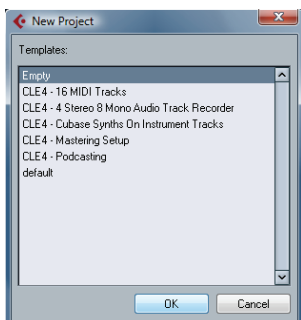 New Project
Templates:
Empty
CLE4 - 16 MIDI Tracks
CLE4 - 4 Stereo 8 Mono Audio Track Recorder
CLE4 - Cubase Synths On Instrument Tracks
CLE4 - Mastering Setup
CLE4 - Podcasting
default
OK Cancel